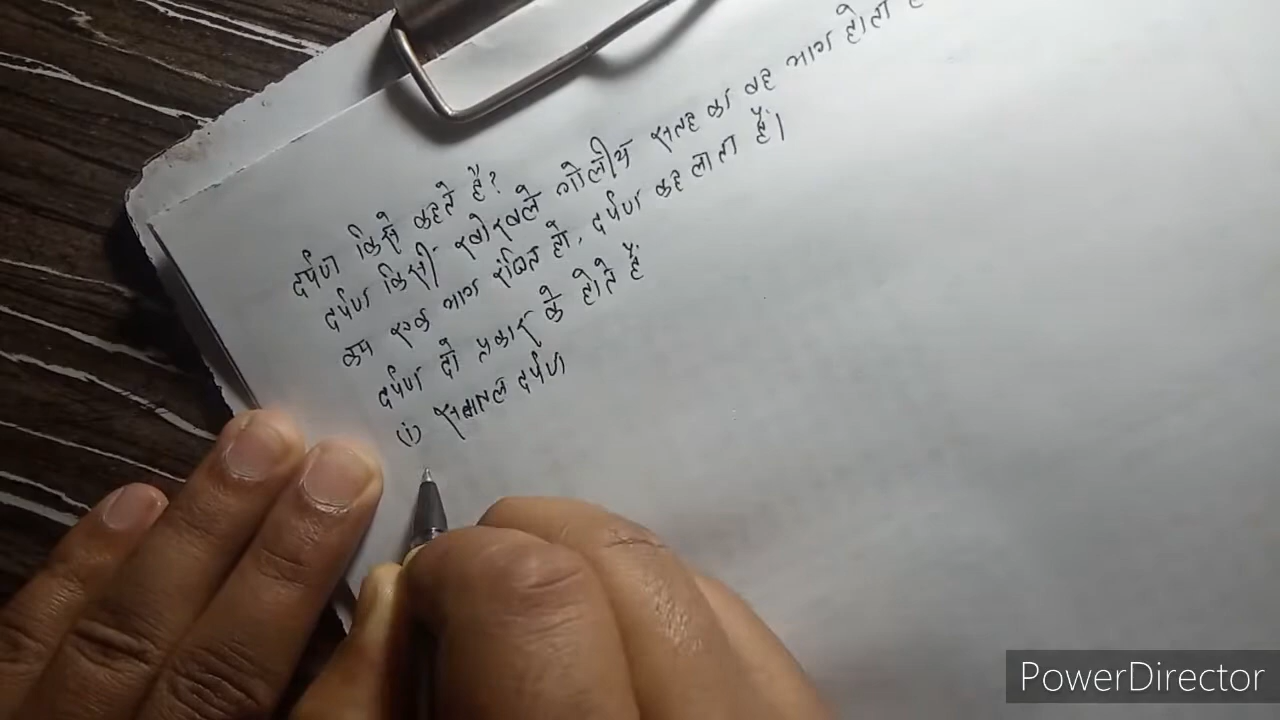 दर्पण किसे कहते हैं?
दर्पण किसी खोखले गोलीय सतह का वह भाग होता है
एक भाग रंजित हो, दर्पण कहलाता हैं।
दर्पण दो प्रकार के होते हैं
(i) समतल दर्पण
PowerDirector